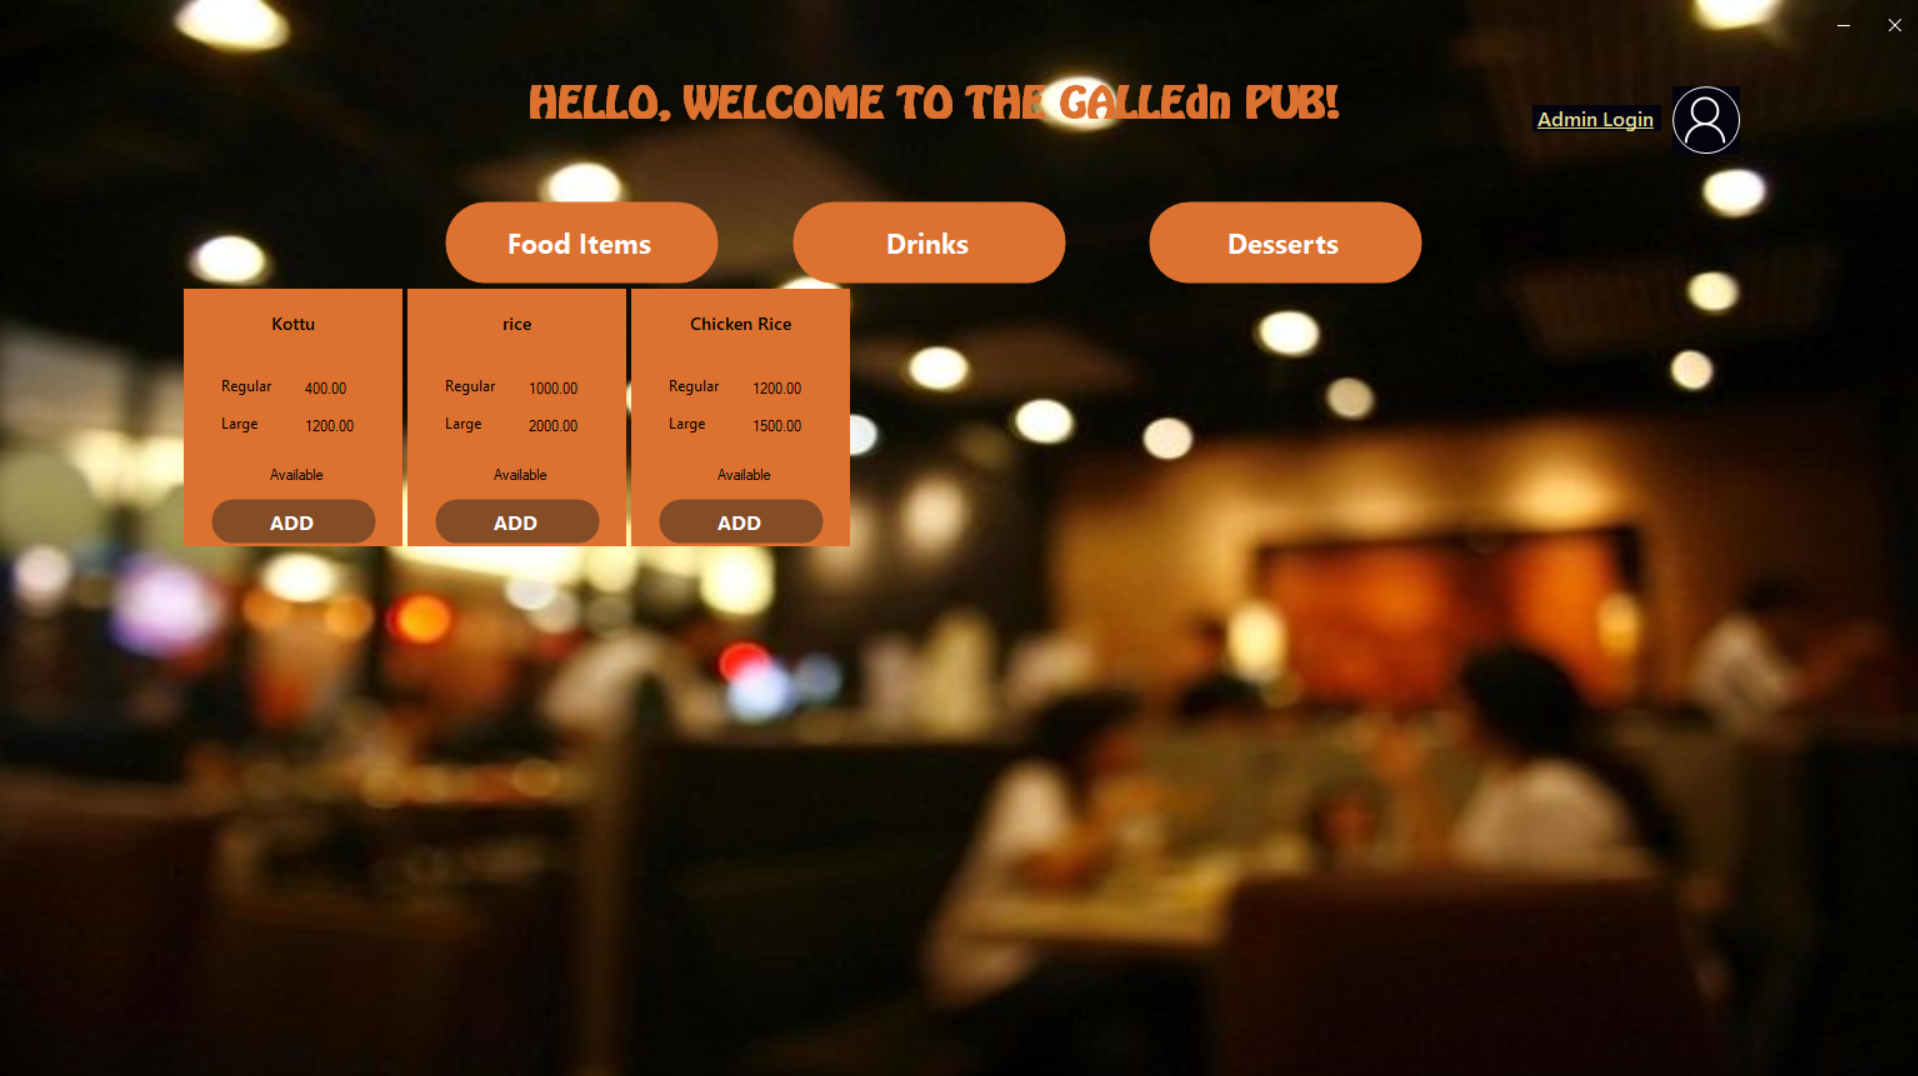 HELLO, WELCOME TO THE GALLEdn PUB!
Admin Login
Food Items
Drinks
Desserts
Kottu
Regular 400.00
Large 1200.00
Available
ADD
rice
Regular 1000.00
Large 2000.00
Available
ADD
Chicken Rice
Regular 1200.00
Large 1500.00
Available
ADD